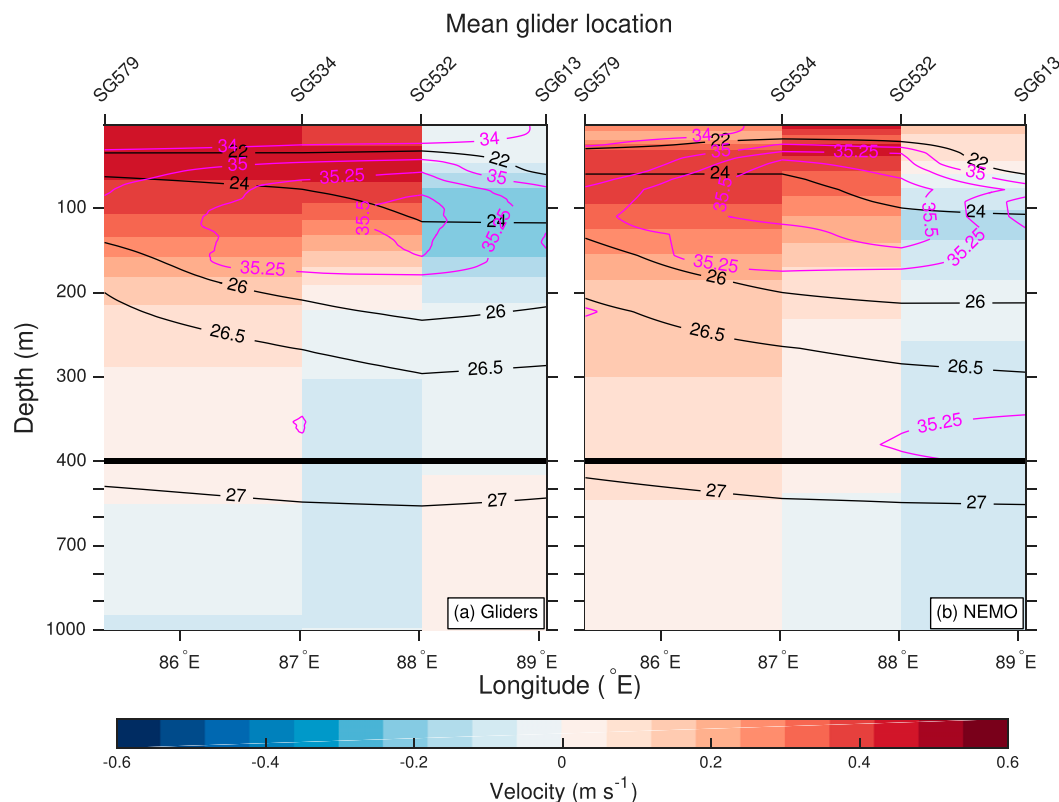 Mean glider location
SG579 SG534 SG532 SG613 SG579 SG534 SG532 SG613
34 22 22 34 22
35 35 35 35
35.25 35.25
24 24
100 35.5 24 35.5 24
35.25 35.25
35.25 35.25
200 26 26 26 26
26.5 26.5 26.5 26.5
300
35.25
400
27 27 27 27
700
(a) Gliders (b) NEMO
1000
Depth (m)
86°E 87°E 88°E 89°E 86°E 87°E 88°E 89°E
Longitude (°E)
-0.6 -0.4 -0.2 0 0.2 0.4 0.6
Velocity (m s⁻¹)